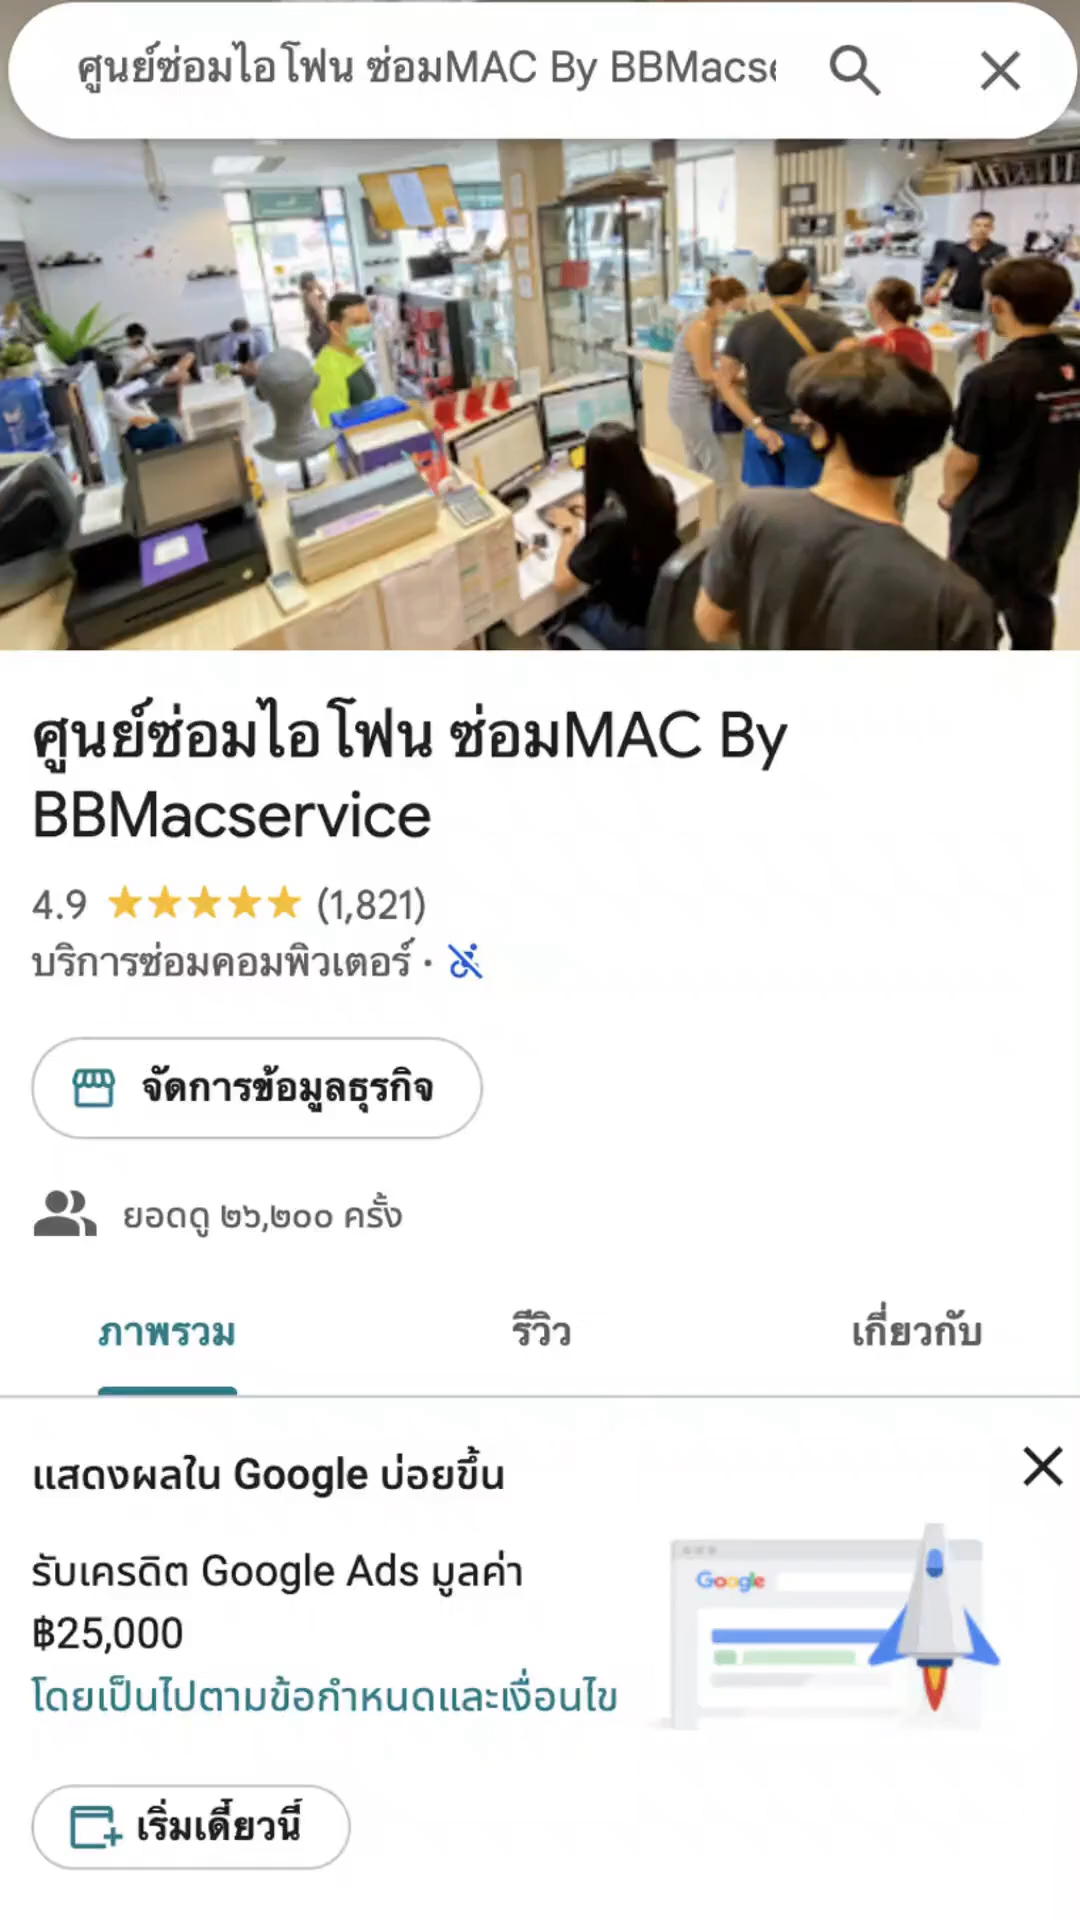 ศูนย์ซ่อมไอโฟน ซ่อมMAC By BBMacse
ศูนย์ซ่อมไอโฟน ซ่อมMAC By
BBMacservice
4.9 (1,821)
บริการซ่อมคอมพิวเตอร์ ·
จัดการข้อมูลธุรกิจ
ยอดดู ๒๖,๒๐๐ ครั้ง
ภาพรวม รีวิว เกี่ยวกับ
แสดงผลใน Google บ่อยขึ้น
รับเครดิต Google Ads มูลค่า
฿25,000
โดยเป็นไปตามข้อกำหนดและเงื่อนไข
Google
เริ่มเดี๋ยวนี้